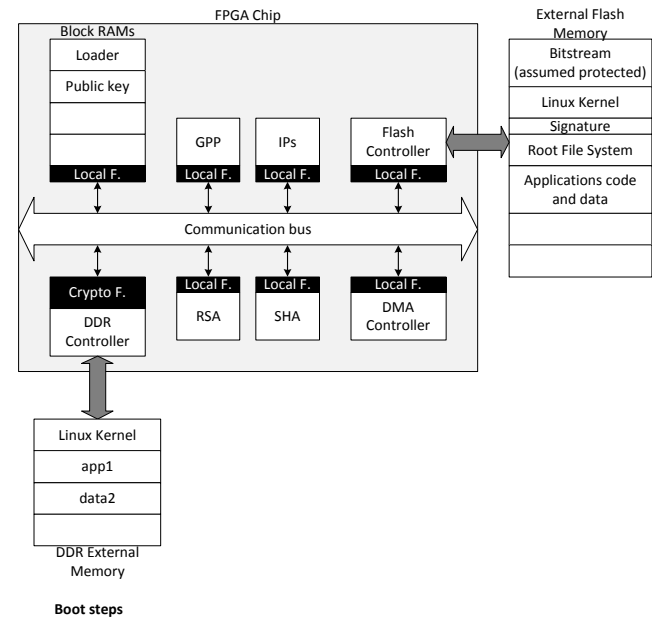 FPGA Chip
Block RAMs
Loader
Public key
Local F.
GPP
Local F.
IPs
Local F.
Flash
Controller
Local F.
External Flash
Memory
Bitstream
(assumed protected)
Linux Kernel
Signature
Root File System
Applications code
and data
Communication bus
Crypto F.
DDR
Controller
Local F.
RSA
Local F.
SHA
Local F.
DMA
Controller
Linux Kernel
app1
data2
DDR External
Memory
Boot steps